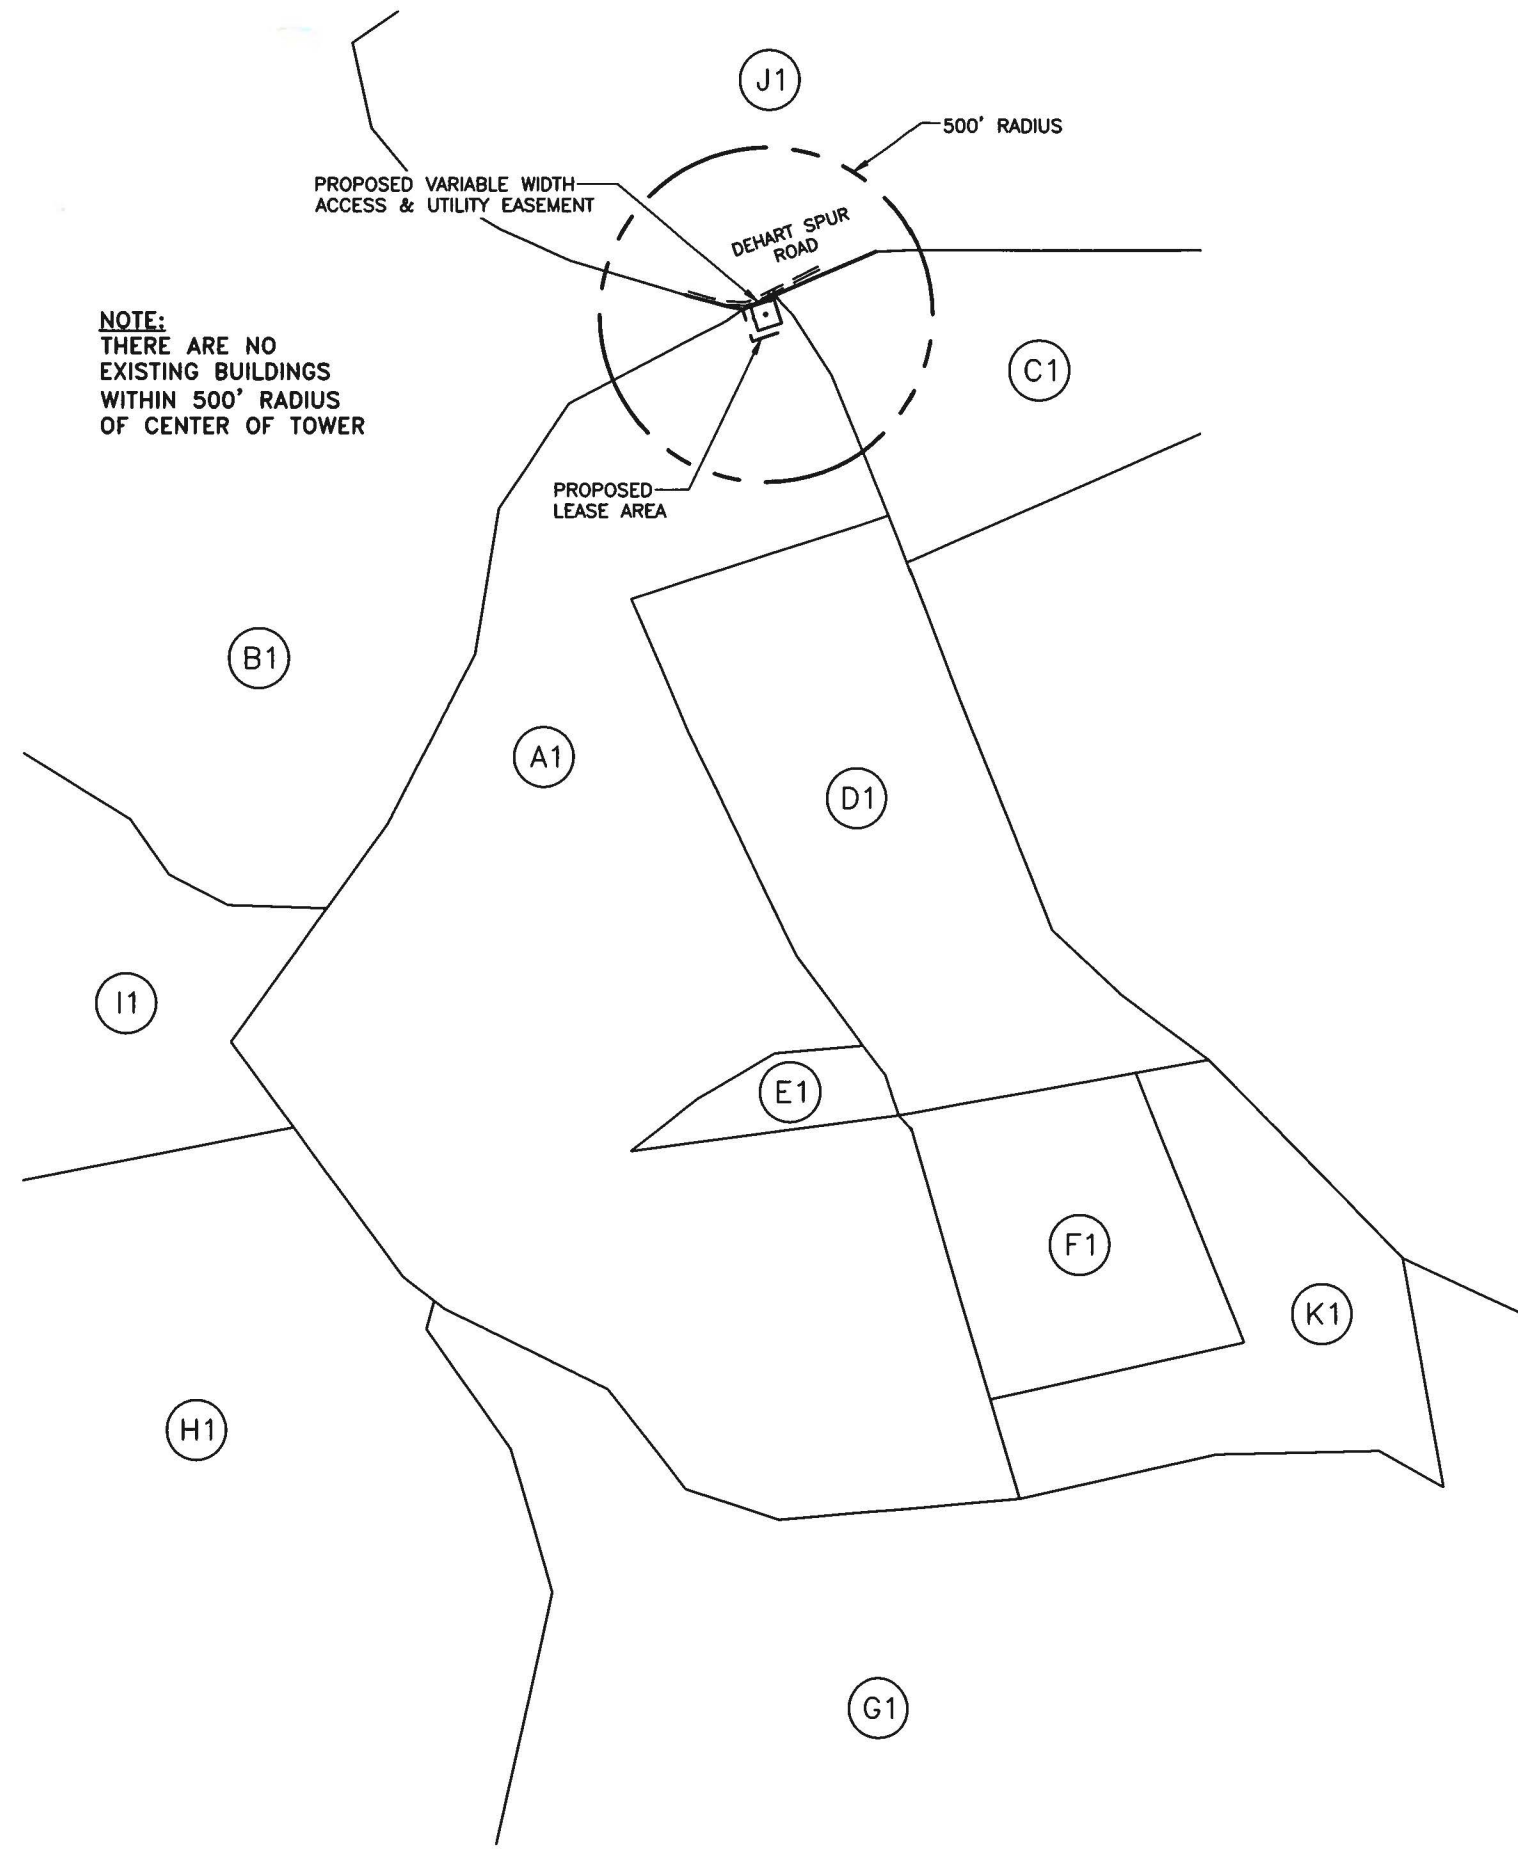 J1
500' RADIUS
PROPOSED VARIABLE WIDTH
ACCESS & UTILITY EASEMENT
DEHART SPUR
ROAD
NOTE:
THERE ARE NO
EXISTING BUILDINGS
WITHIN 500' RADIUS
OF CENTER OF TOWER
C1
PROPOSED
LEASE AREA
B1
A1
D1
I1
E1
F1
K1
H1
G1